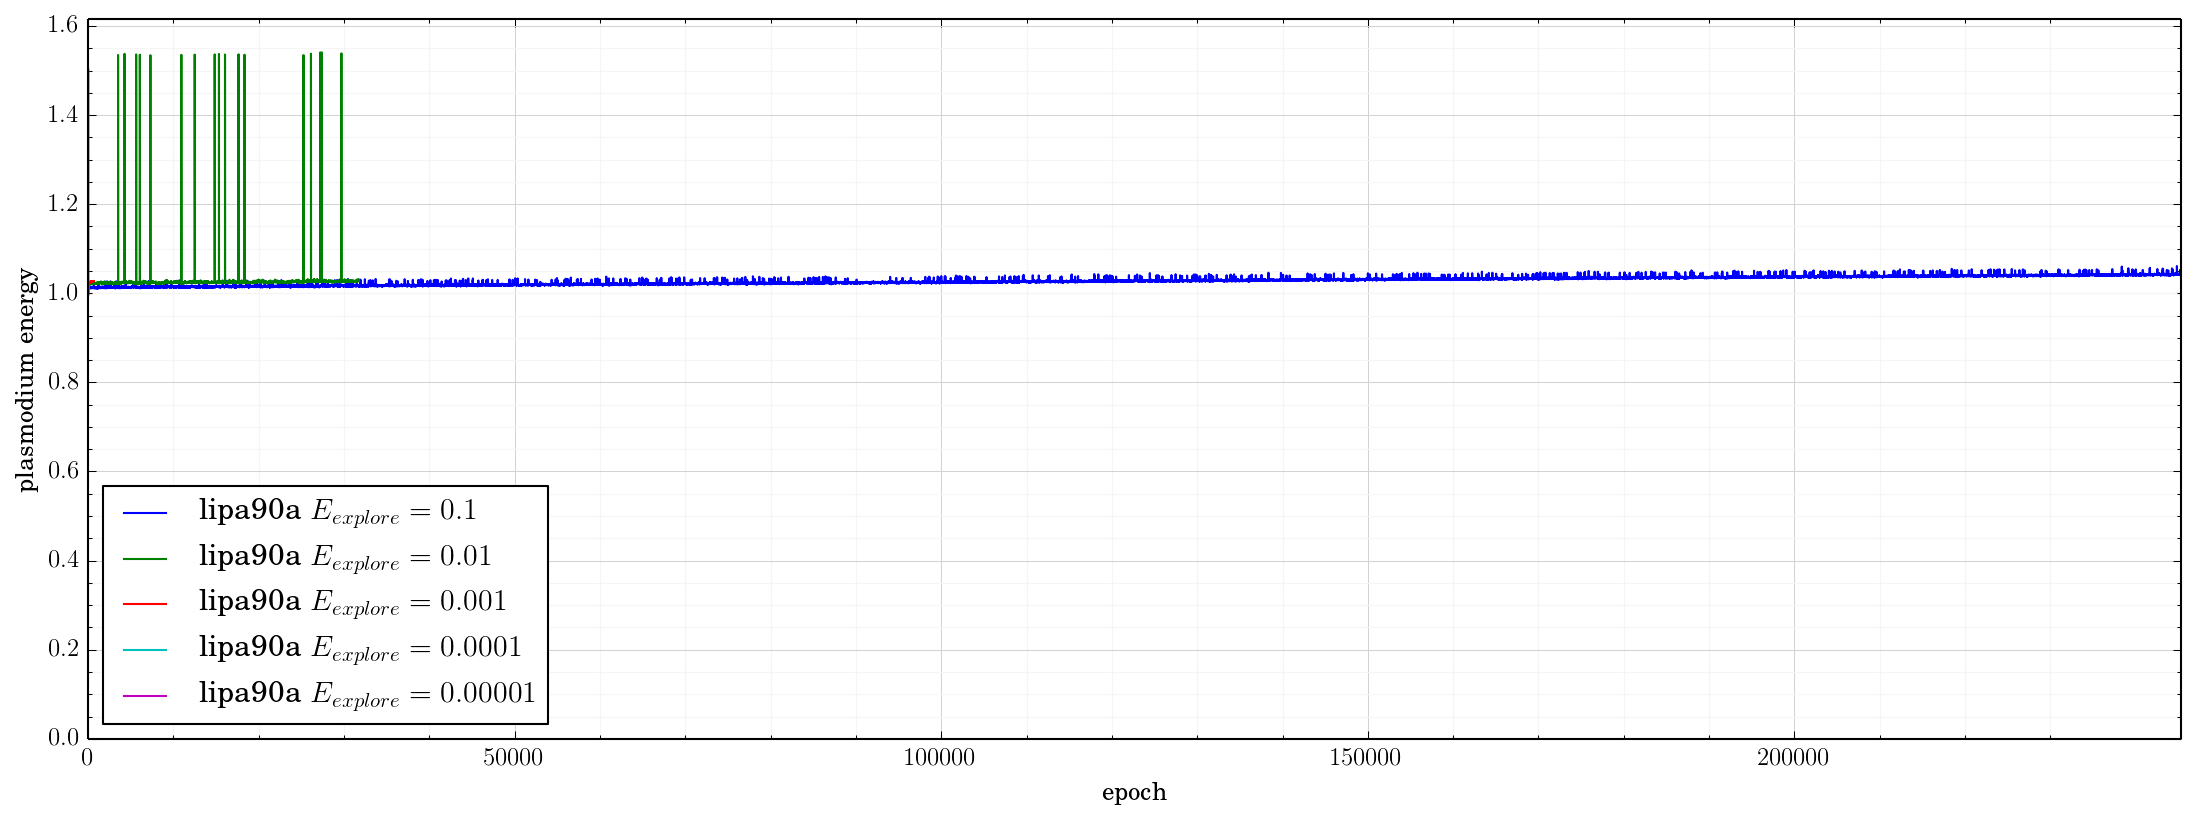 1.6
1.4
1.2
1.0
0.8
0.6
0.4
0.2
0.0
plasmodium energy
lipa90a E_explore = 0.1
lipa90a E_explore = 0.01
lipa90a E_explore = 0.001
lipa90a E_explore = 0.0001
lipa90a E_explore = 0.00001
0 50000 100000 150000 200000
epoch